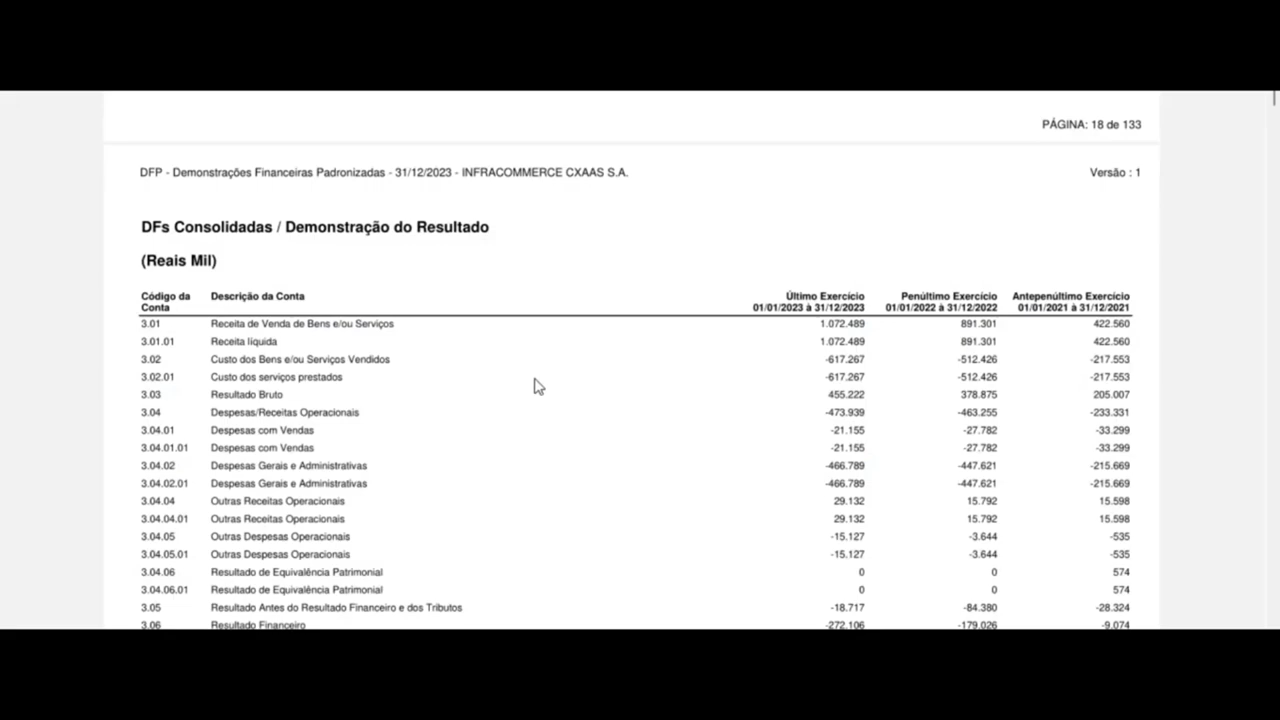 PÁGINA: 18 de 133
DFP - Demonstrações Financeiras Padronizadas - 31/12/2023 - INFRACOMMERCE CXAAS S.A. Versão : 1
DFs Consolidadas / Demonstração do Resultado
(Reais Mil)
Código da Conta Descrição da Conta Último Exercício 01/01/2023 à 31/12/2023 Penúltimo Exercício 01/01/2022 à 31/12/2022 Antepenúltimo Exercício 01/01/2021 à 31/12/2021
3.01 Receita de Venda de Bens e/ou Serviços 1.072.489 891.301 422.560
3.01.01 Receita líquida 1.072.489 891.301 422.560
3.02 Custo dos Bens e/ou Serviços Vendidos -617.267 -512.426 -217.553
3.02.01 Custo dos serviços prestados -617.267 -512.426 -217.553
3.03 Resultado Bruto 455.222 378.875 205.007
3.04 Despesas/Receitas Operacionais -473.939 -463.255 -233.331
3.04.01 Despesas com Vendas -21.155 -27.782 -33.299
3.04.01.01 Despesas com Vendas -21.155 -27.782 -33.299
3.04.02 Despesas Gerais e Administrativas -466.789 -447.621 -215.669
3.04.02.01 Despesas Gerais e Administrativas -466.789 -447.621 -215.669
3.04.04 Outras Receitas Operacionais 29.132 15.792 15.598
3.04.04.01 Outras Receitas Operacionais 29.132 15.792 15.598
3.04.05 Outras Despesas Operacionais -15.127 -3.644 -535
3.04.05.01 Outras Despesas Operacionais -15.127 -3.644 -535
3.04.06 Resultado de Equivalência Patrimonial 0 0 574
3.04.06.01 Resultado de Equivalência Patrimonial 0 0 574
3.05 Resultado Antes do Resultado Financeiro e dos Tributos -18.717 -84.380 -28.324
3.06 Resultado Financeiro -272.106 -179.026 -9.074